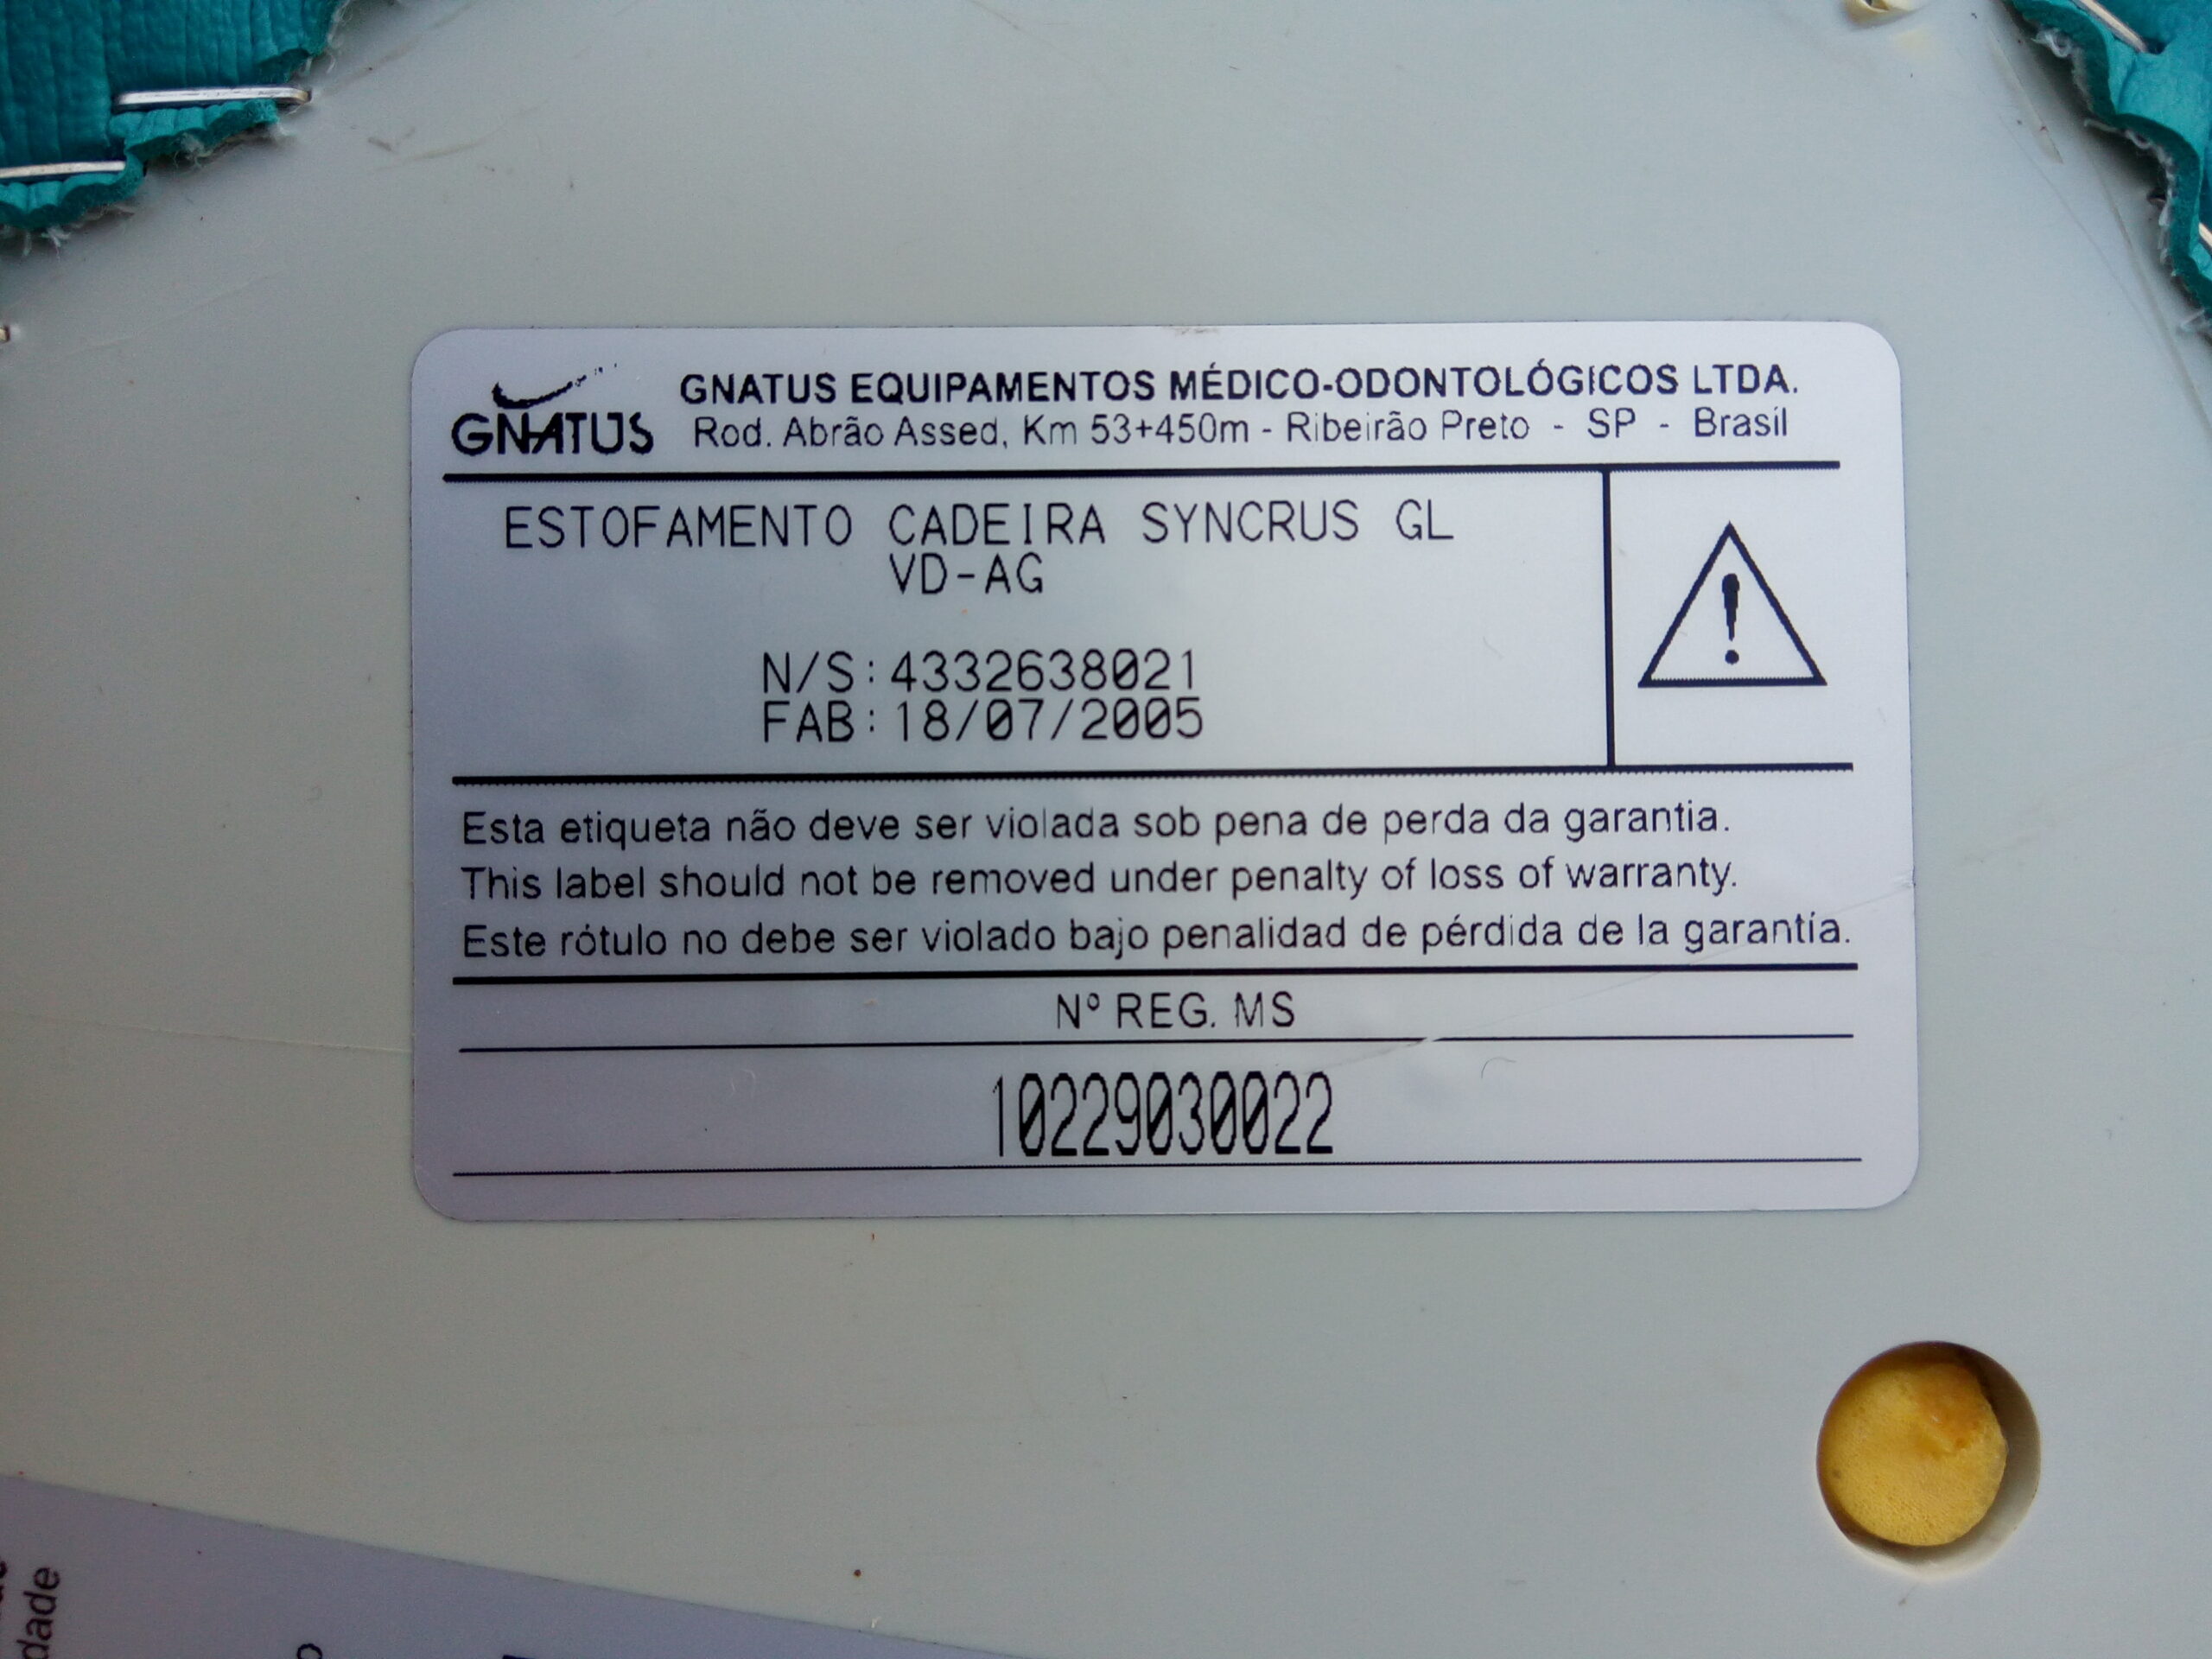 GNATUS
GNATUS EQUIPAMENTOS MÉDICO-ODONTOLÓGICOS LTDA.
Rod. Abrão Assed, Km 53+450m - Ribeirão Preto - SP - Brasil
ESTOFAMENTO CADEIRA SYNCRUS GL
VD-AG
N/S:4332638021
FAB:18/07/2005
Esta etiqueta não deve ser violada sob pena de perda da garantia.
This label should not be removed under penalty of loss of warranty.
Este rótulo no debe ser violado bajo penalidad de pérdida de la garantía.
Nº REG. MS
10229030022
dade